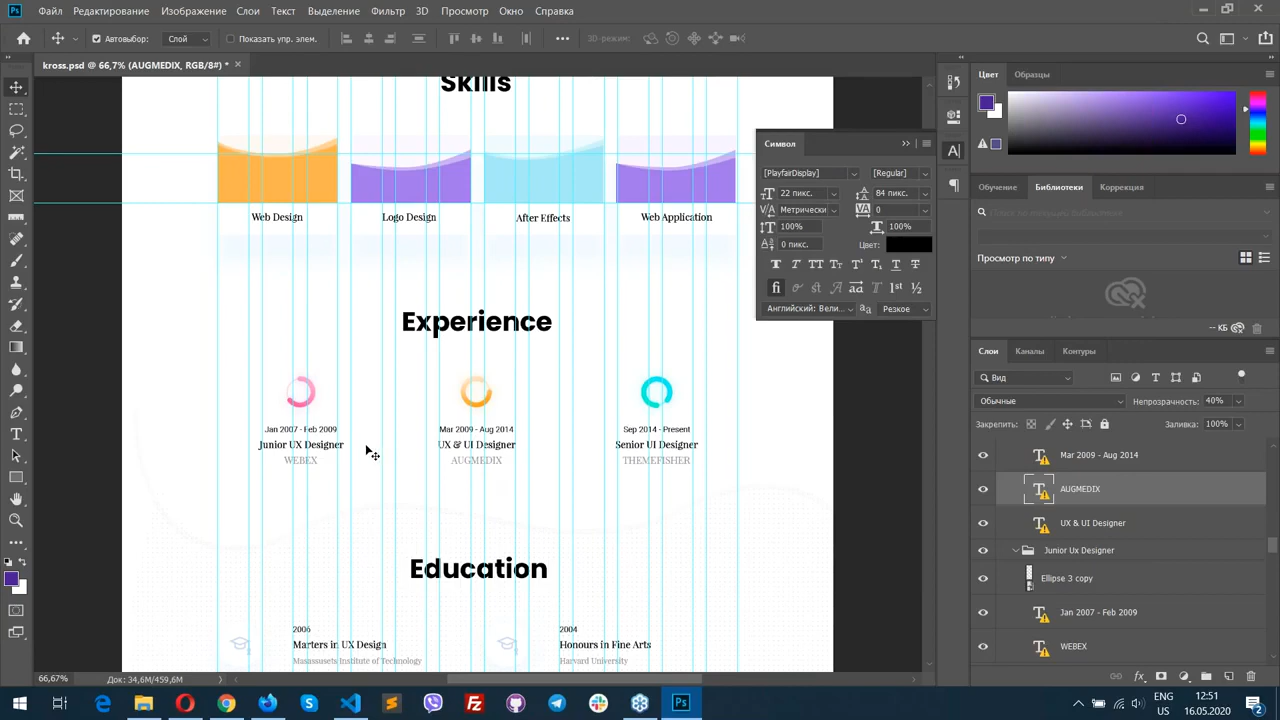 Файл Редактирование Изображение Слои Текст Выделение Фильтр 3D Просмотр Окно Справка
Автовыбор: Слой Показать упр. элем. 3D-режим:
kross.psd @ 66,7% (AUGMEDIX, RGB/8#) *
Цвет Образцы
Skills
Символ
[PlayfairDisplay] [Regular]
22 пикс. 84 пикс.
Метрически 0
100% 100%
0 пикс. Цвет:
Английский: Вели... Резкое
Обучение Библиотеки Коррекция
Просмотр по типу
-- КБ
Web Design Logo Design After Effects Web Application
Experience
Jan 2007 - Feb 2009 Mar 2009 - Aug 2014 Sep 2014 - Present
Junior UX Designer UX & UI Designer Senior UI Designer
WEBEX AUGMEDIX THEMEFISHER
Education
2006 2004
Marters in UX Design Honours in Fine Arts
Masassusets Institute of Technology Harvard University
Слои Каналы Контуры
Вид
Обычные Непрозрачность: 40%
Закрепить: Заливка: 100%
Mar 2009 - Aug 2014
AUGMEDIX
UX & UI Designer
Junior Ux Designer
Ellipse 3 copy
Jan 2007 - Feb 2009
WEBEX
66,67% Док: 34,6M/459,6M
ENG
US
12:51
16.05.2020